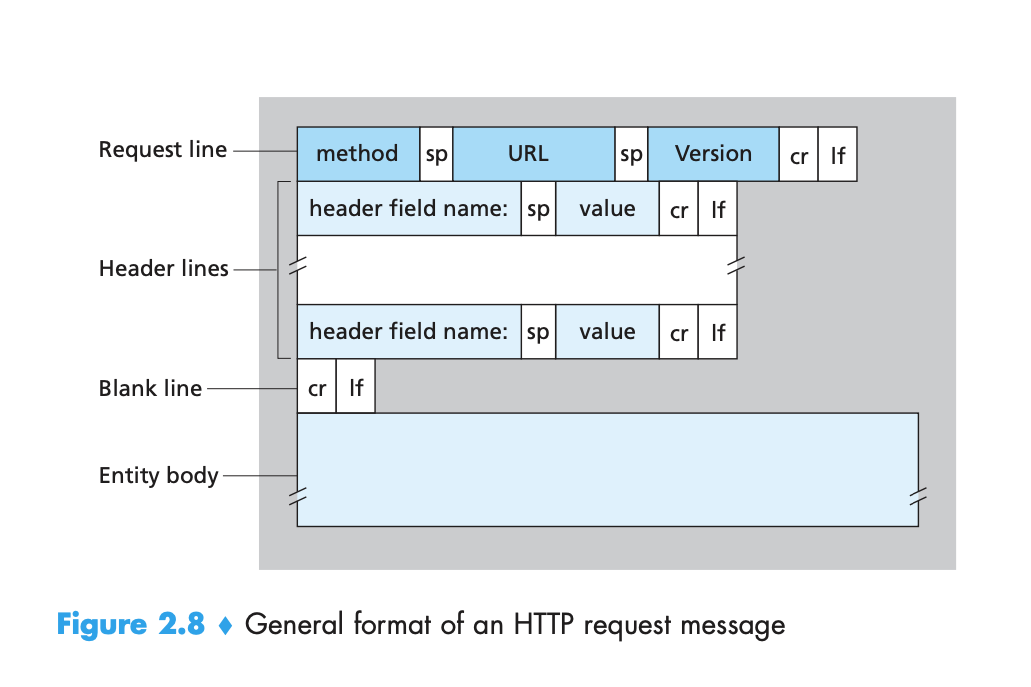 Request line method sp URL sp Version cr lf
header field name: sp value cr lf
Header lines
header field name: sp value cr lf
Blank line cr lf
Entity body
Figure 2.8 ♦ General format of an HTTP request message